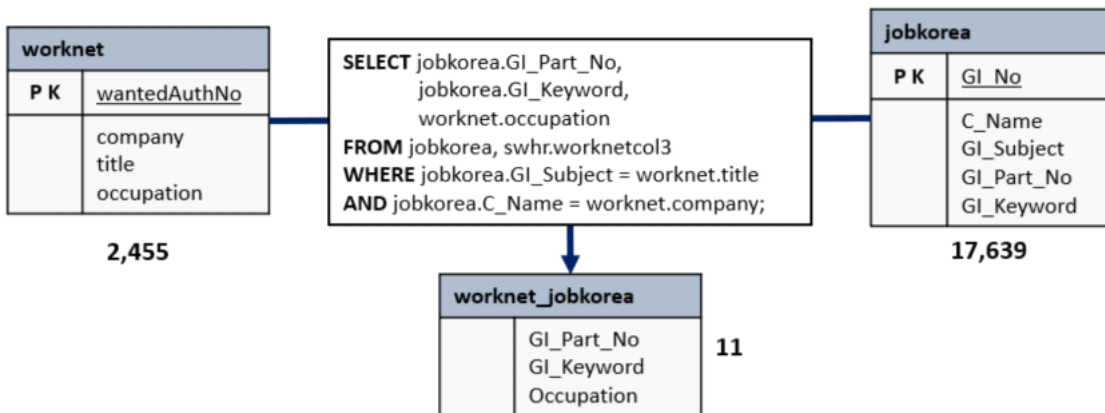 worknet
P K
wantedAuthNo
company
title
occupation
2,455
SELECT jobkorea.GI_Part_No,
jobkorea.GI_Keyword,
worknet.occupation
FROM jobkorea, swhr.worknetcol3
WHERE jobkorea.GI_Subject = worknet.title
AND jobkorea.C_Name = worknet.company;
jobkorea
P K
GI_No
C_Name
GI_Subject
GI_Part_No
GI_Keyword
17,639
worknet_jobkorea
GI_Part_No
GI_Keyword
Occupation
11